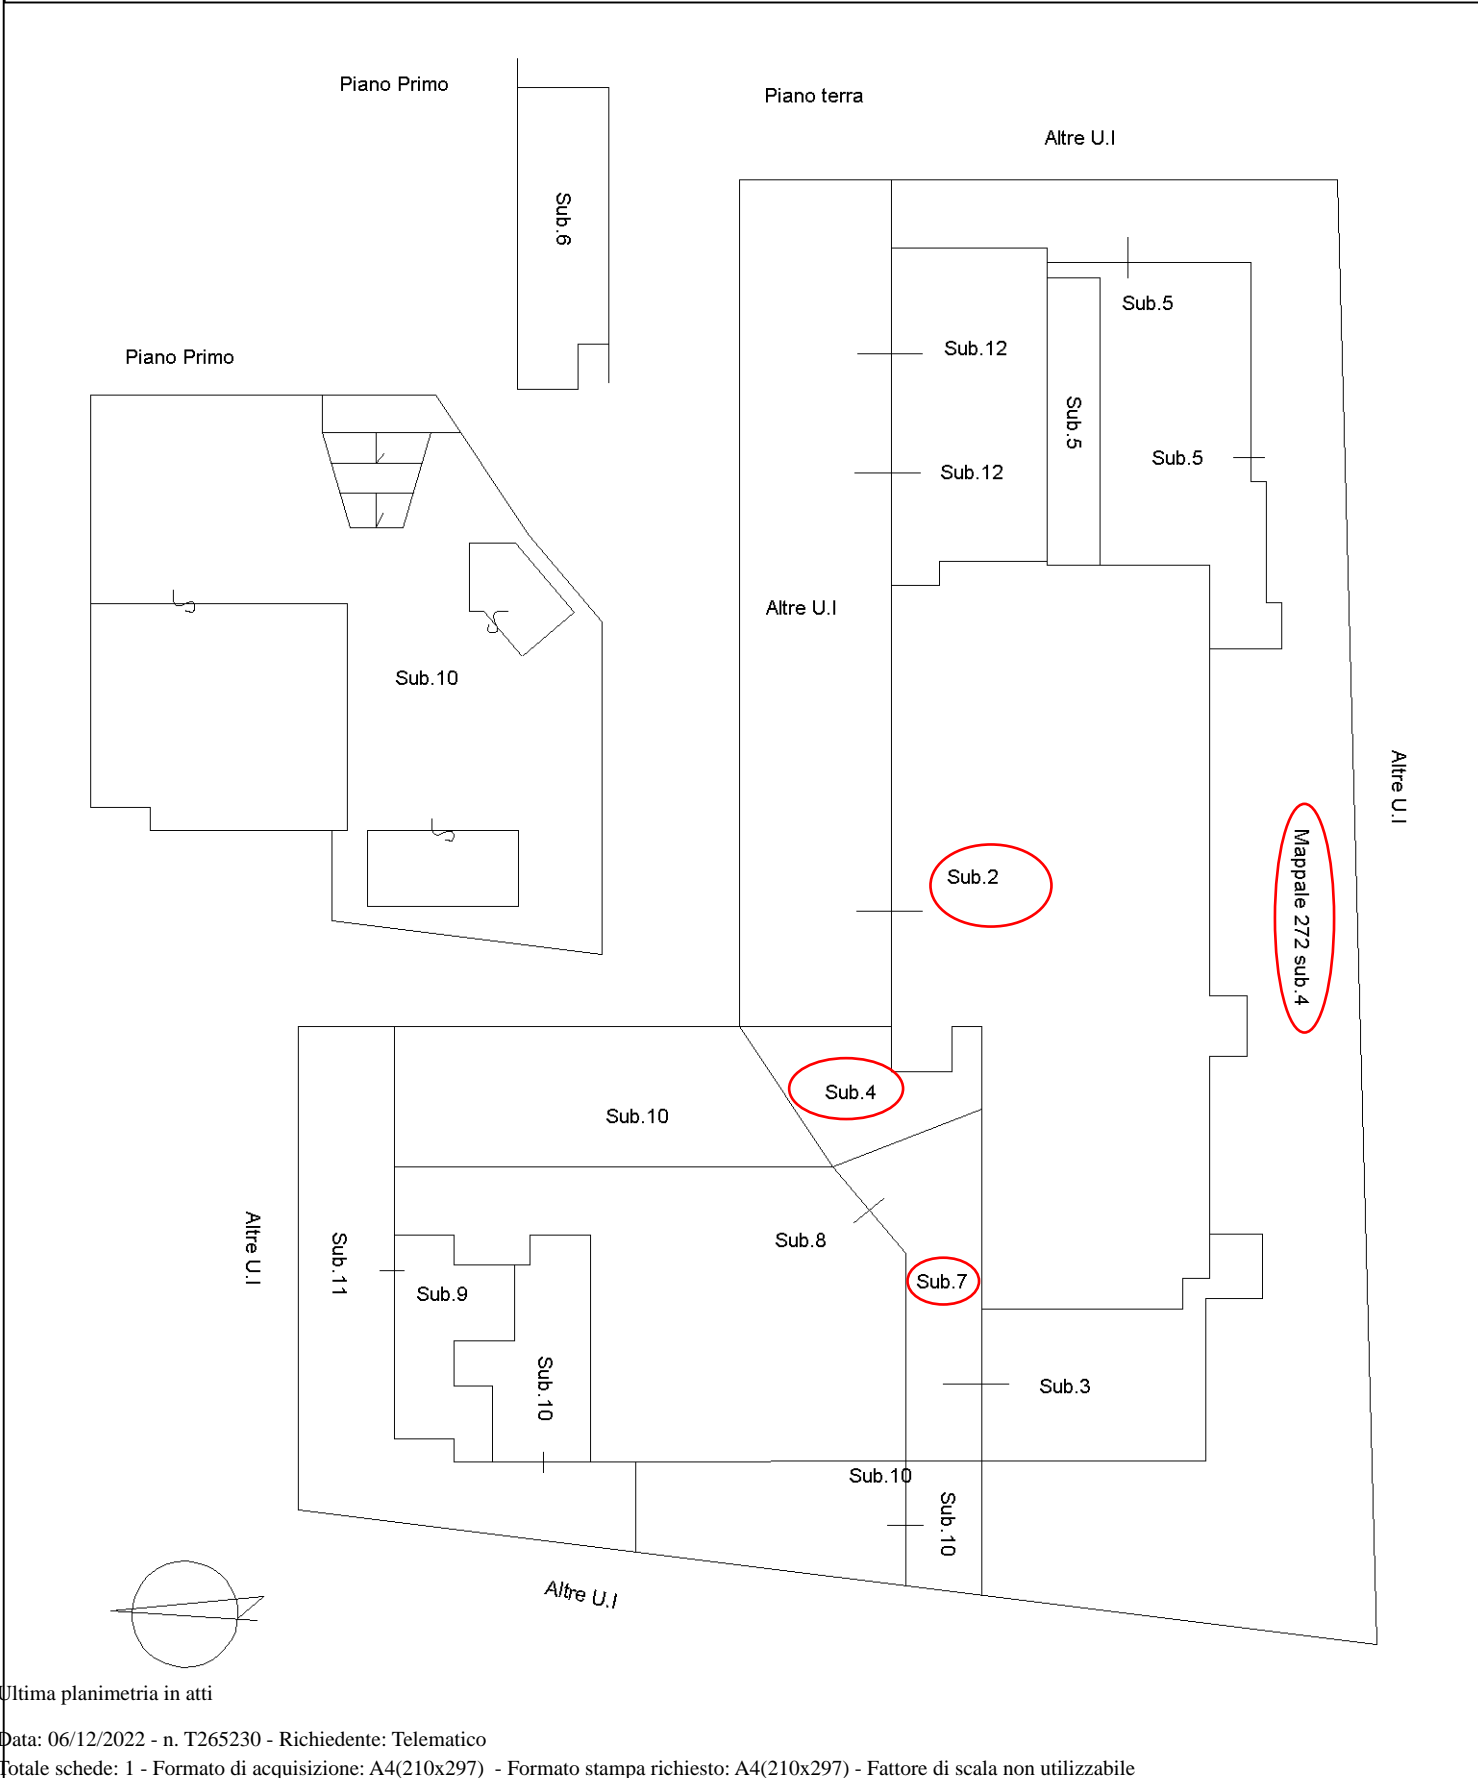 Piano Primo
Piano terra
Altre U.I
Sub.6
Sub.5
Sub.12
Piano Primo
Sub.5
Sub.5
Sub.12
Altre U.I
Sub.10
Altre U.I
Sub.2
Mappale 272 sub.4
Sub.4
Sub.10
Sub.8
Altre U.I
Sub.11
Sub.7
Sub.9
Sub.10
Sub.3
Sub.10
Sub.10
Altre U.I
Ultima planimetria in atti
Data: 06/12/2022 - n. T265230 - Richiedente: Telematico
Totale schede: 1 - Formato di acquisizione: A4(210x297) - Formato stampa richiesto: A4(210x297) - Fattore di scala non utilizzabile